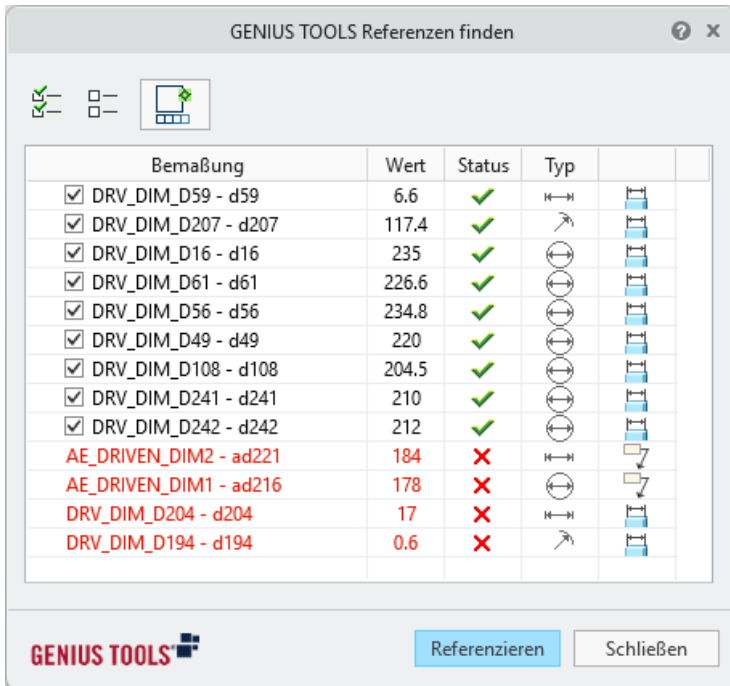 GENIUS TOOLS Referenzen finden
Bemaßung Wert Status Typ
DRV_DIM_D59 - d59 6.6
DRV_DIM_D207 - d207 117.4
DRV_DIM_D16 - d16 235
DRV_DIM_D61 - d61 226.6
DRV_DIM_D56 - d56 234.8
DRV_DIM_D49 - d49 220
DRV_DIM_D108 - d108 204.5
DRV_DIM_D241 - d241 210
DRV_DIM_D242 - d242 212
AE_DRIVEN_DIM2 - ad221 184
AE_DRIVEN_DIM1 - ad216 178
DRV_DIM_D204 - d204 17
DRV_DIM_D194 - d194 0.6
GENIUS TOOLS Referenzieren Schließen